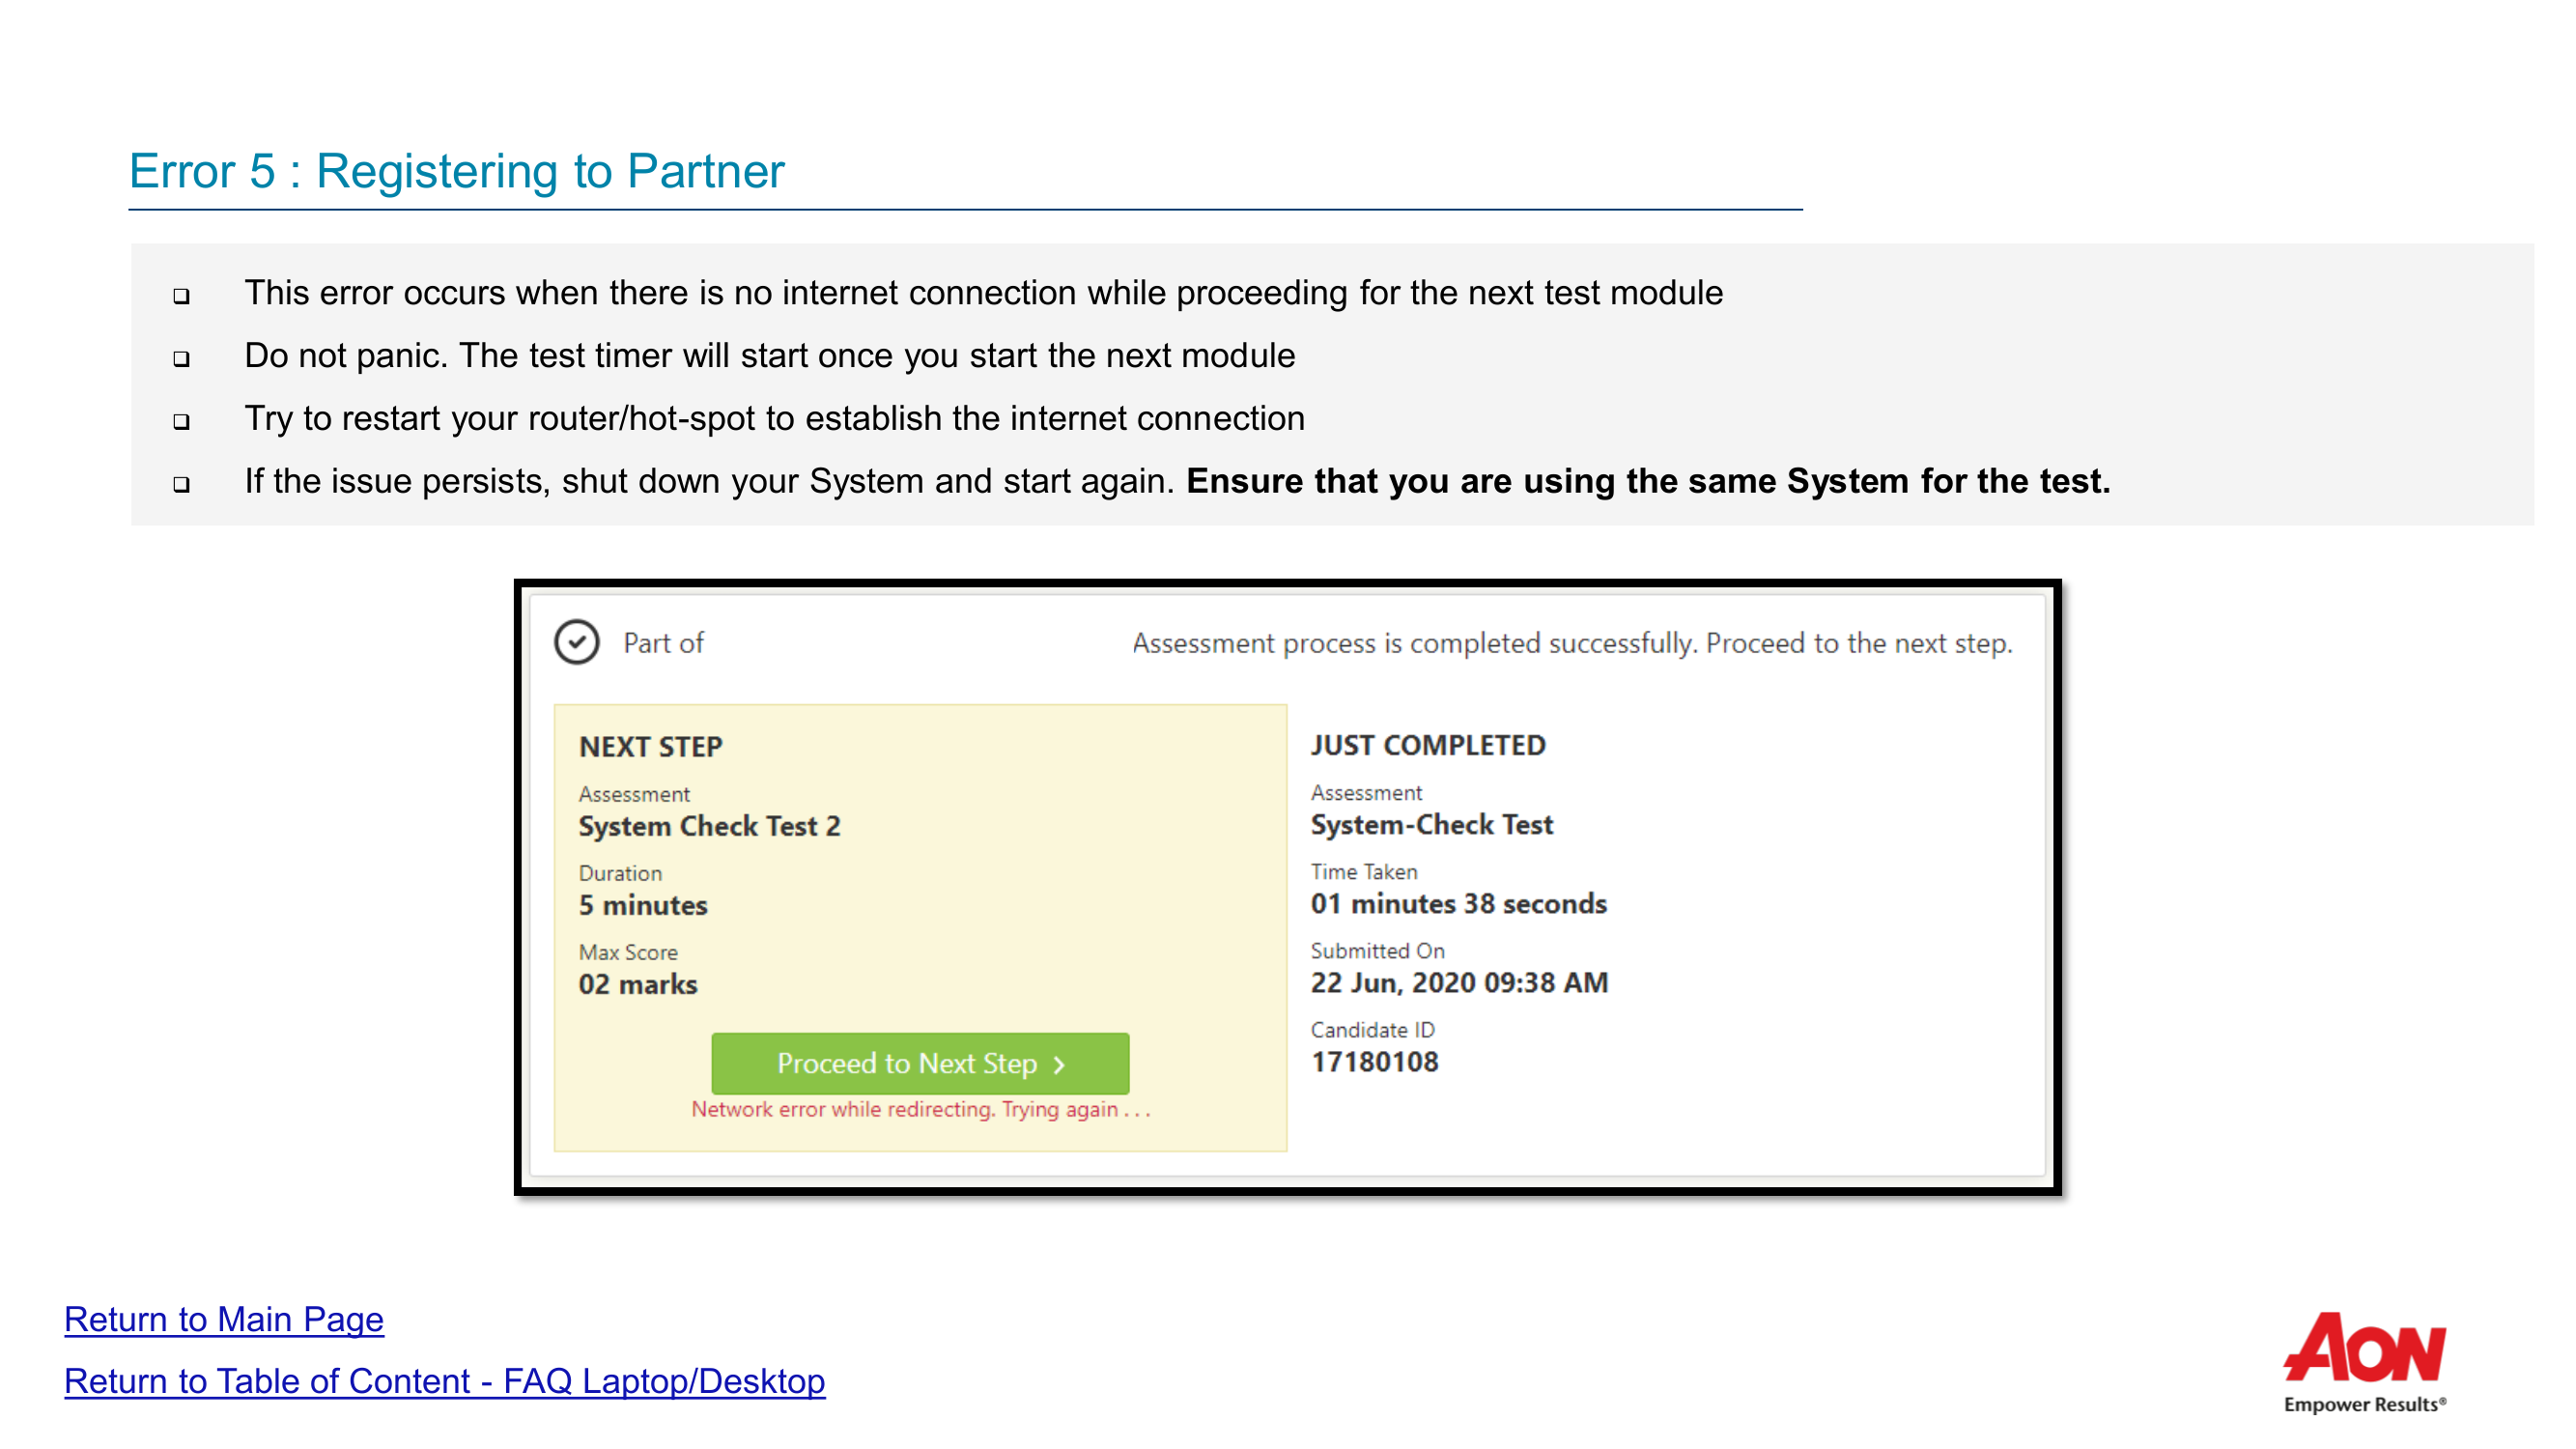 Error 5 : Registering to Partner
This error occurs when there is no internet connection while proceeding for the next test module
Do not panic. The test timer will start once you start the next module
Try to restart your router/hot-spot to establish the internet connection
If the issue persists, shut down your System and start again. Ensure that you are using the same System for the test.
Part of Assessment process is completed successfully. Proceed to the next step.
NEXT STEP
Assessment
System Check Test 2
Duration
5 minutes
Max Score
02 marks
Proceed to Next Step >
Network error while redirecting. Trying again . . .
JUST COMPLETED
Assessment
System-Check Test
Time Taken
01 minutes 38 seconds
Submitted On
22 Jun, 2020 09:38 AM
Candidate ID
17180108
Return to Main Page
Return to Table of Content - FAQ Laptop/Desktop
AON
Empower Results®